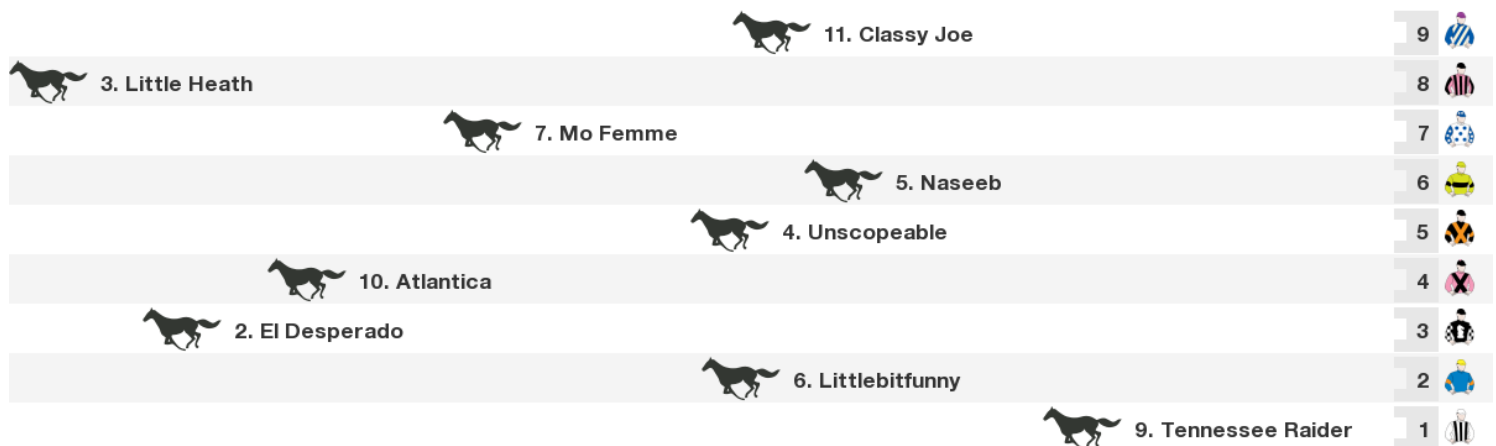 11. Classy Joe 9
3. Little Heath 8
7. Mo Femme 7
5. Naseeb 6
4. Unscopeable 5
10. Atlantica 4
2. El Desperado 3
6. Littlebitfunny 2
9. Tennessee Raider 1